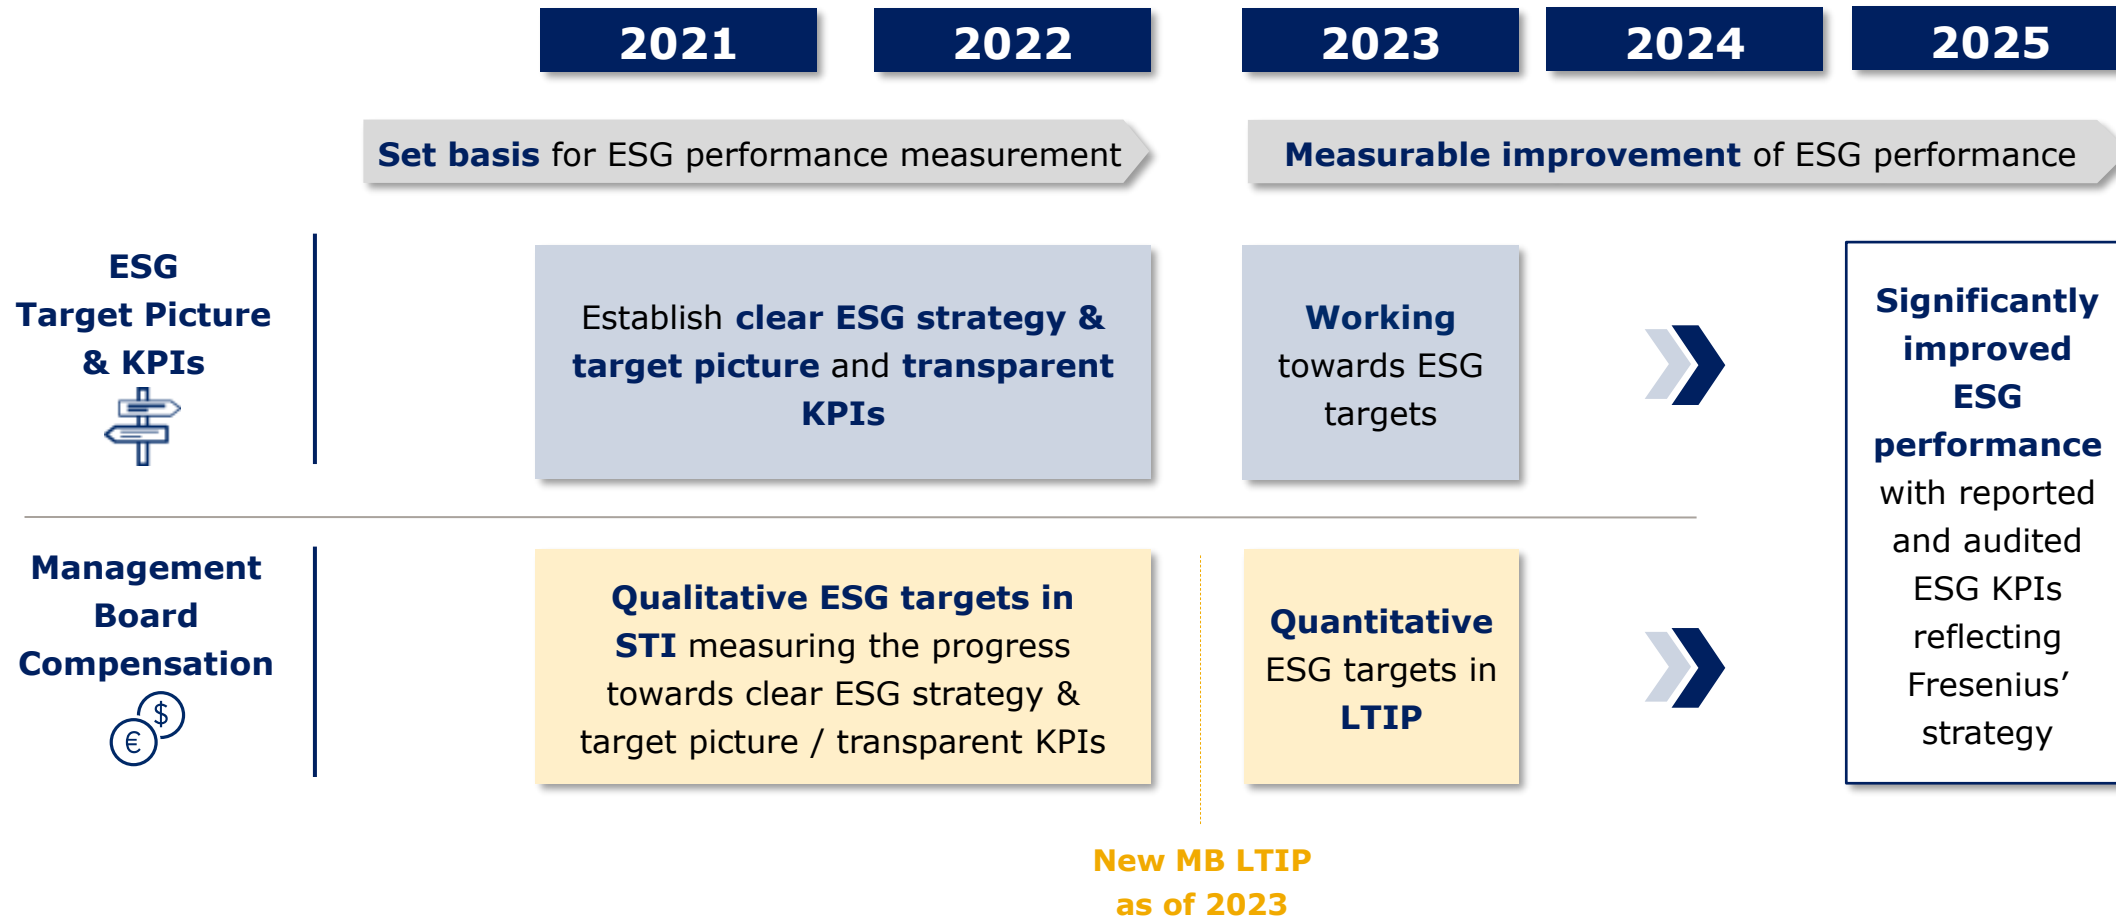 2021
2022
2023
2024
2025
Set basis for ESG performance measurement
Measurable improvement of ESG performance
ESG
Target Picture
& KPIs
Establish clear ESG strategy &
target picture and transparent
KPIs
Working
towards ESG
targets
Significantly
improved
ESG
performance
with reported
and audited
ESG KPIs
reflecting
Fresenius’
strategy
Management
Board
Compensation
$
€
Qualitative ESG targets in
STI measuring the progress
towards clear ESG strategy &
target picture / transparent KPIs
Quantitative
ESG targets in
LTIP
New MB LTIP
as of 2023